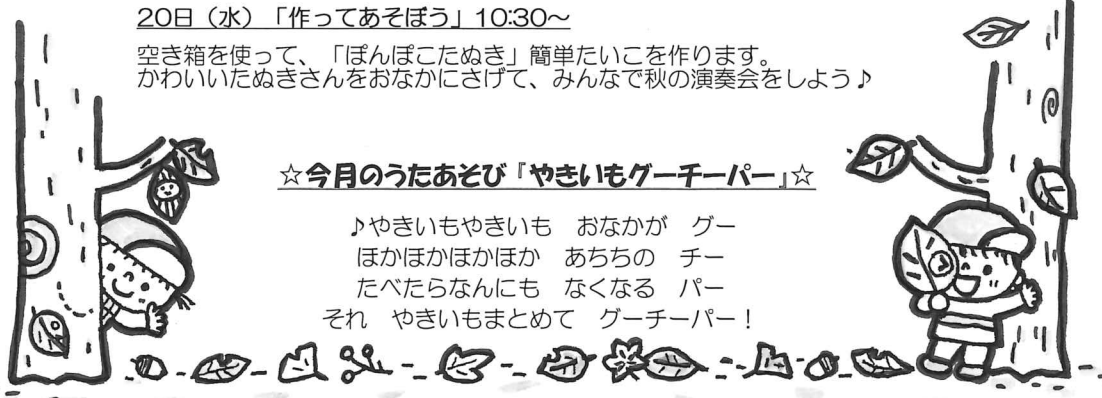 20日（水）「作ってあそぼう」10:30～
空き箱を使って、「ぽんぽこたぬき」簡単たいこを作ります。
かわいいたぬきさんをおなかにさげて、みんなで秋の演奏会をしよう♪
☆今月のうたあそび『やきいもグーチーパー』☆
♪やきいもやきいも　おなかが　グー
ほかほかほかほか　あちちの　チー
たべたらなんにも　なくなる　パー
それ　やきいもまとめて　グーチーパー！